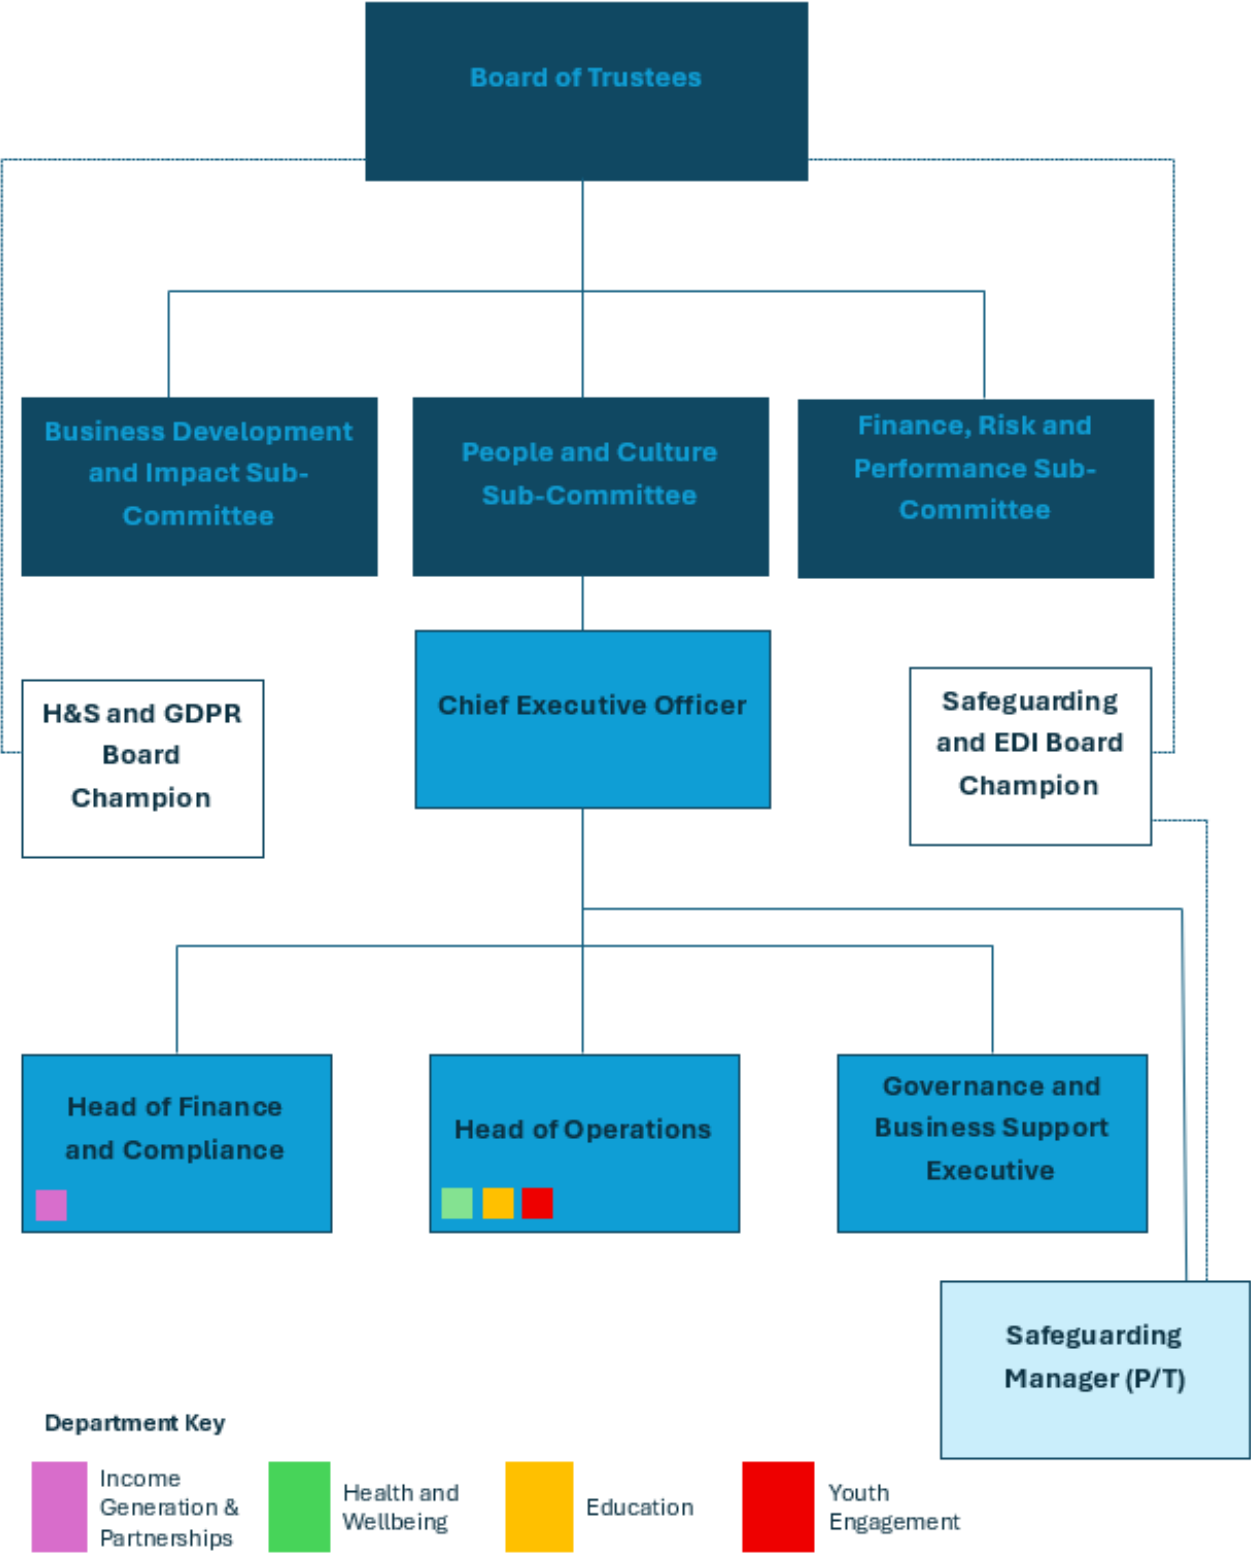 Board of Trustees
Business Development
and Impact Sub-
Committee
People and Culture
Sub-Committee
Finance, Risk and
Performance Sub-
Committee
H&S and GDPR
Board
Champion
Chief Executive Officer
Safeguarding
and EDI Board
Champion
Head of Finance
and Compliance
Head of Operations
Governance and
Business Support
Executive
Safeguarding
Manager (P/T)
Department Key
Income
Generation &
Partnerships
Health and
Wellbeing
Education
Youth
Engagement